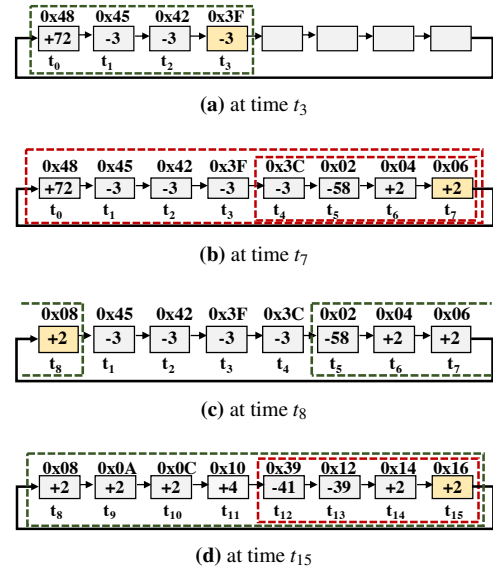 0x48 0x45 0x42 0x3F
+72 -3 -3 -3
t0 t1 t2 t3
(a) at time t3
0x48 0x45 0x42 0x3F 0x3C 0x02 0x04 0x06
+72 -3 -3 -3 -3 -58 +2 +2
t0 t1 t2 t3 t4 t5 t6 t7
(b) at time t7
0x08 0x45 0x42 0x3F 0x3C 0x02 0x04 0x06
+2 -3 -3 -3 -3 -58 +2 +2
t8 t1 t2 t3 t4 t5 t6 t7
(c) at time t8
0x08 0x0A 0x0C 0x10 0x39 0x12 0x14 0x16
+2 +2 +2 +4 -41 -39 +2 +2
t8 t9 t10 t11 t12 t13 t14 t15
(d) at time t15